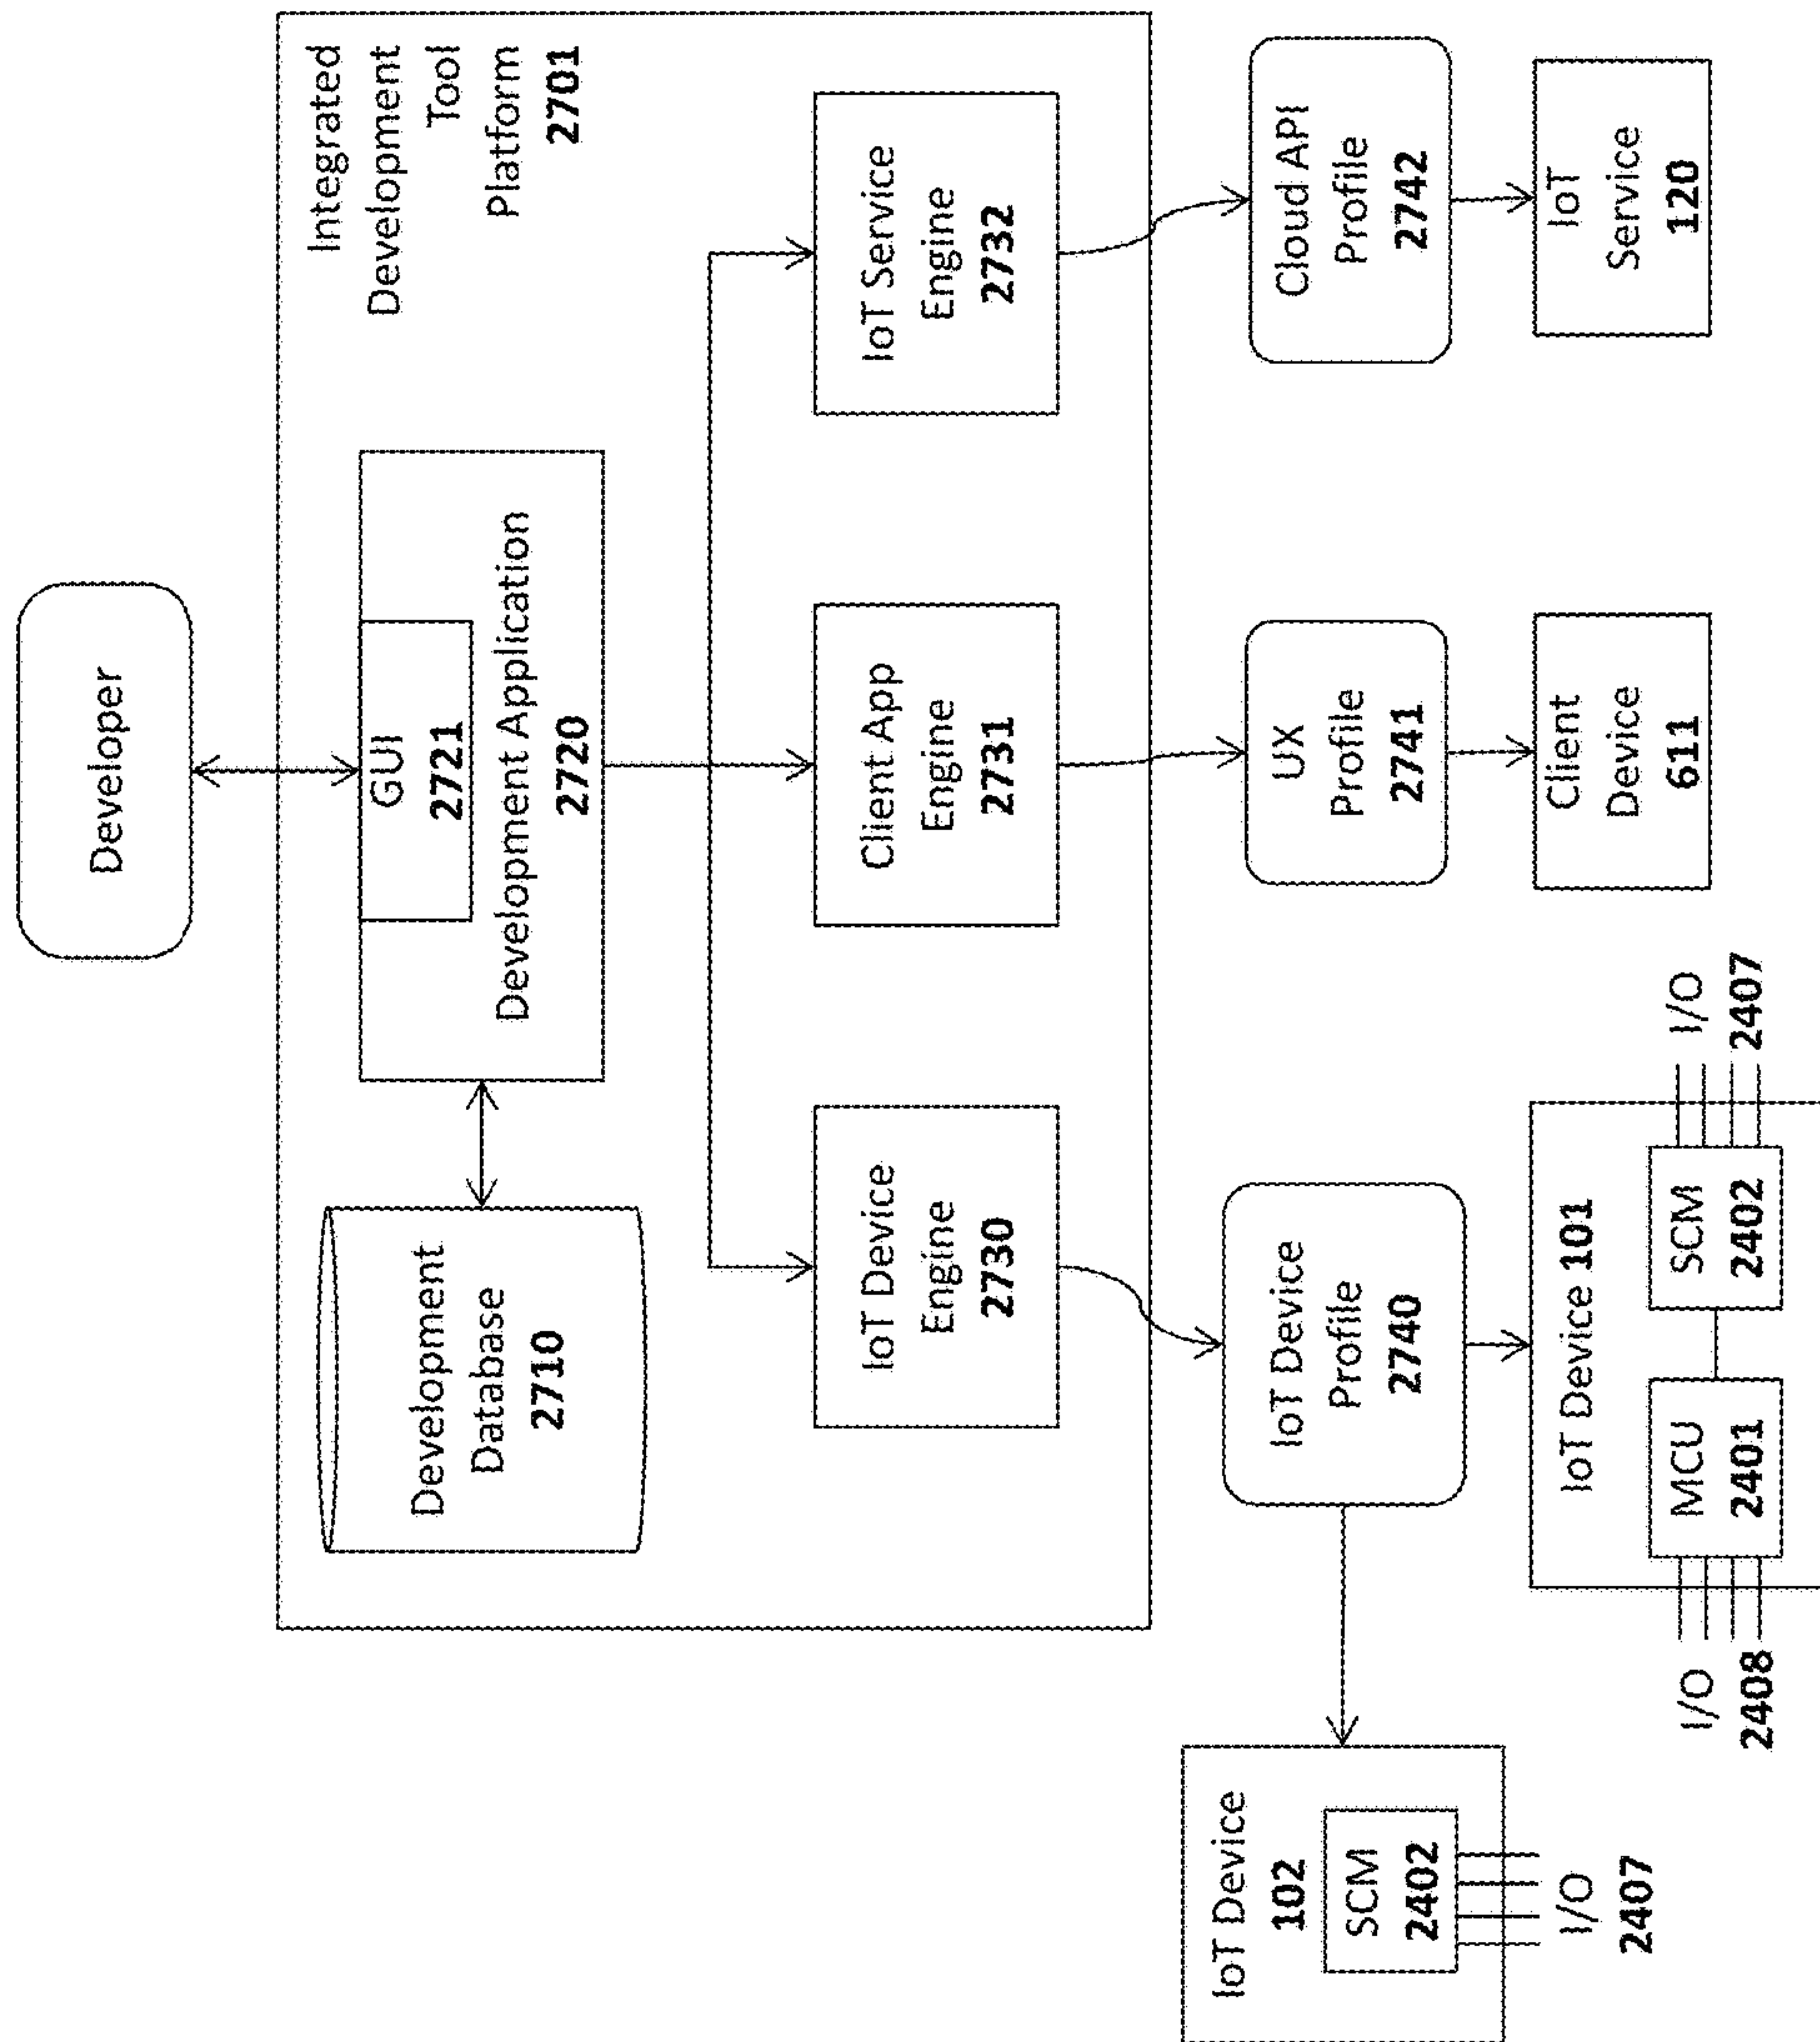 Developer
Integrated
Development
Tool
Platform
2701
GUI
2721
Development Application
2720
Development
Database
2710
IoT Device
Engine
2730
Client App
Engine
2731
IoT Service
Engine
2732
IoT Device
Profile
2740
UX
Profile
2741
Cloud API
Profile
2742
IoT Device
102
SCM
2402
I/O
2407
IoT Device 101
MCU
2401
SCM
2402
I/O
2408
I/O
2407
Client
Device
611
IoT
Service
120